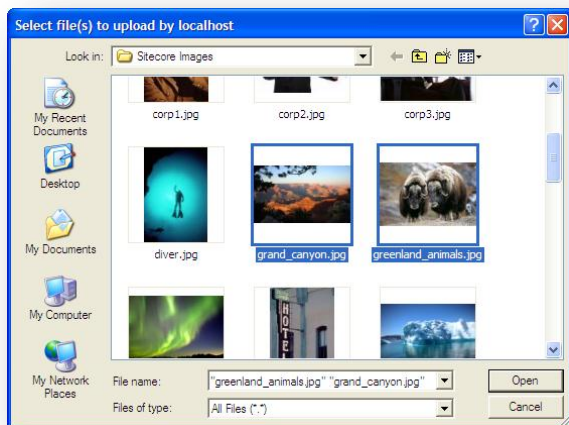 Select file(s) to upload by localhost
Look in: Sitecore Images
My Recent
Documents
Desktop
My Documents
My Computer
My Network
Places
corp1.jpg corp2.jpg corp3.jpg
diver.jpg grand_canyon.jpg greenland_animals.jpg
HOTEL
File name: "greenland_animals.jpg" "grand_canyon.jpg" Open
Files of type: All Files (*.*) Cancel